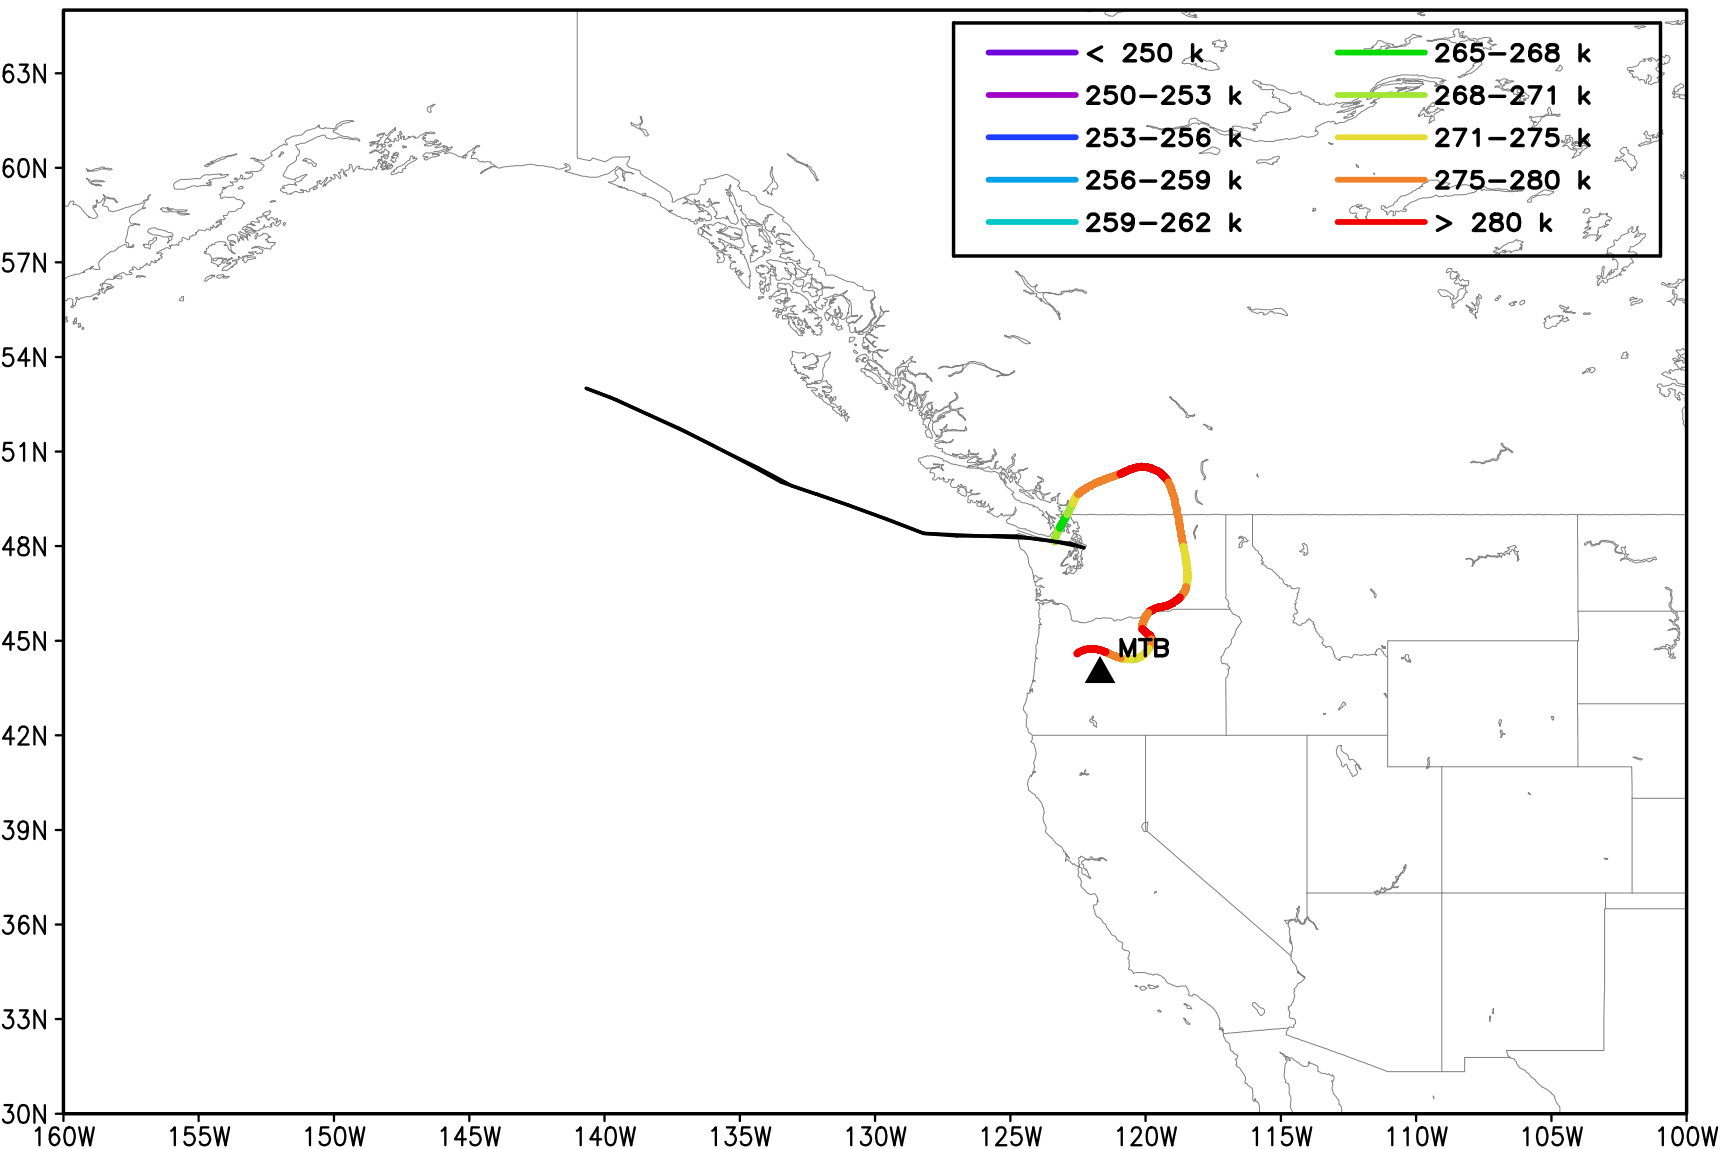 63N
60N
57N
54N
51N
48N
45N
42N
39N
36N
33N
30N
< 250 k
250-253 k
253-256 k
256-259 k
259-262 k
265-268 k
268-271 k
271-275 k
275-280 k
> 280 k
MTB
160W 155W 150W 145W 140W 135W 130W 125W 120W 115W 110W 105W 100W